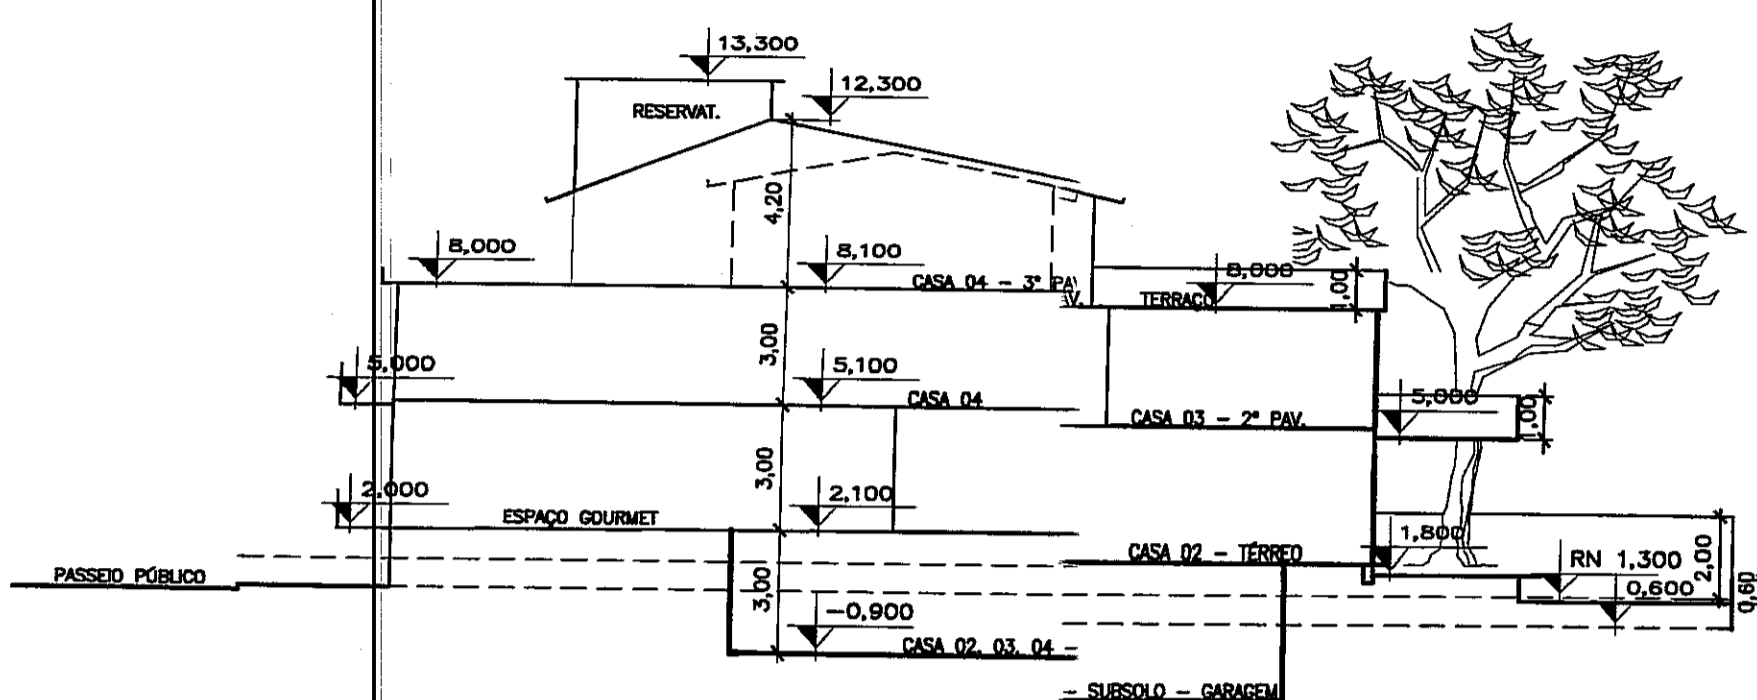 13,300
12,300
RESERVAT.
4,20
8,000
8,100
CASA 04 - 3° PAV.
8,000
TERRAÇO
1,00
3,00
5,000
5,100
CASA 04
5,000
1,00
CASA 03 - 2° PAV.
3,00
2,000
2,100
ESPAÇO GOURMET
1,800
CASA 02 - TÉRREO
RN 1,300
2,00
PASSEIO PÚBLICO
3,00
0,600
0,60
-0,900
CASA 02, 03, 04 -
- SUBSOLO - GARAGEM